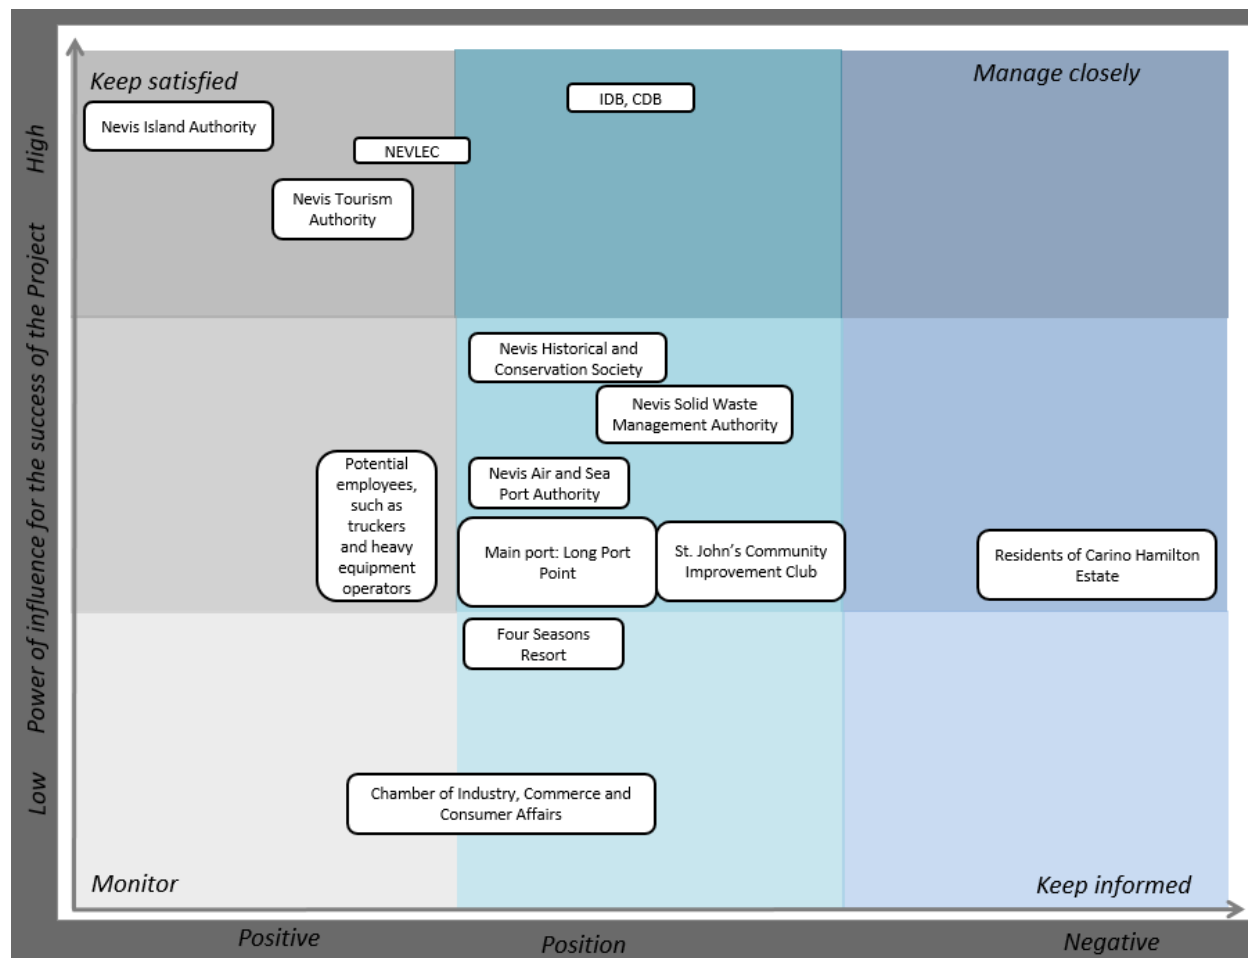 Keep satisfied
Manage closely
IDB, CDB
Nevis Island Authority
NEVLEC
Nevis Tourism
Authority
Nevis Historical and
Conservation Society
Nevis Solid Waste
Management Authority
Potential
employees,
such as
truckers
and heavy
equipment
operators
Nevis Air and Sea
Port Authority
Main port: Long Port
Point
St. John's Community
Improvement Club
Residents of Carino Hamilton
Estate
Four Seasons
Resort
Chamber of Industry, Commerce and
Consumer Affairs
Monitor
Keep informed
Low Power of influence for the success of the Project High
Positive Position Negative